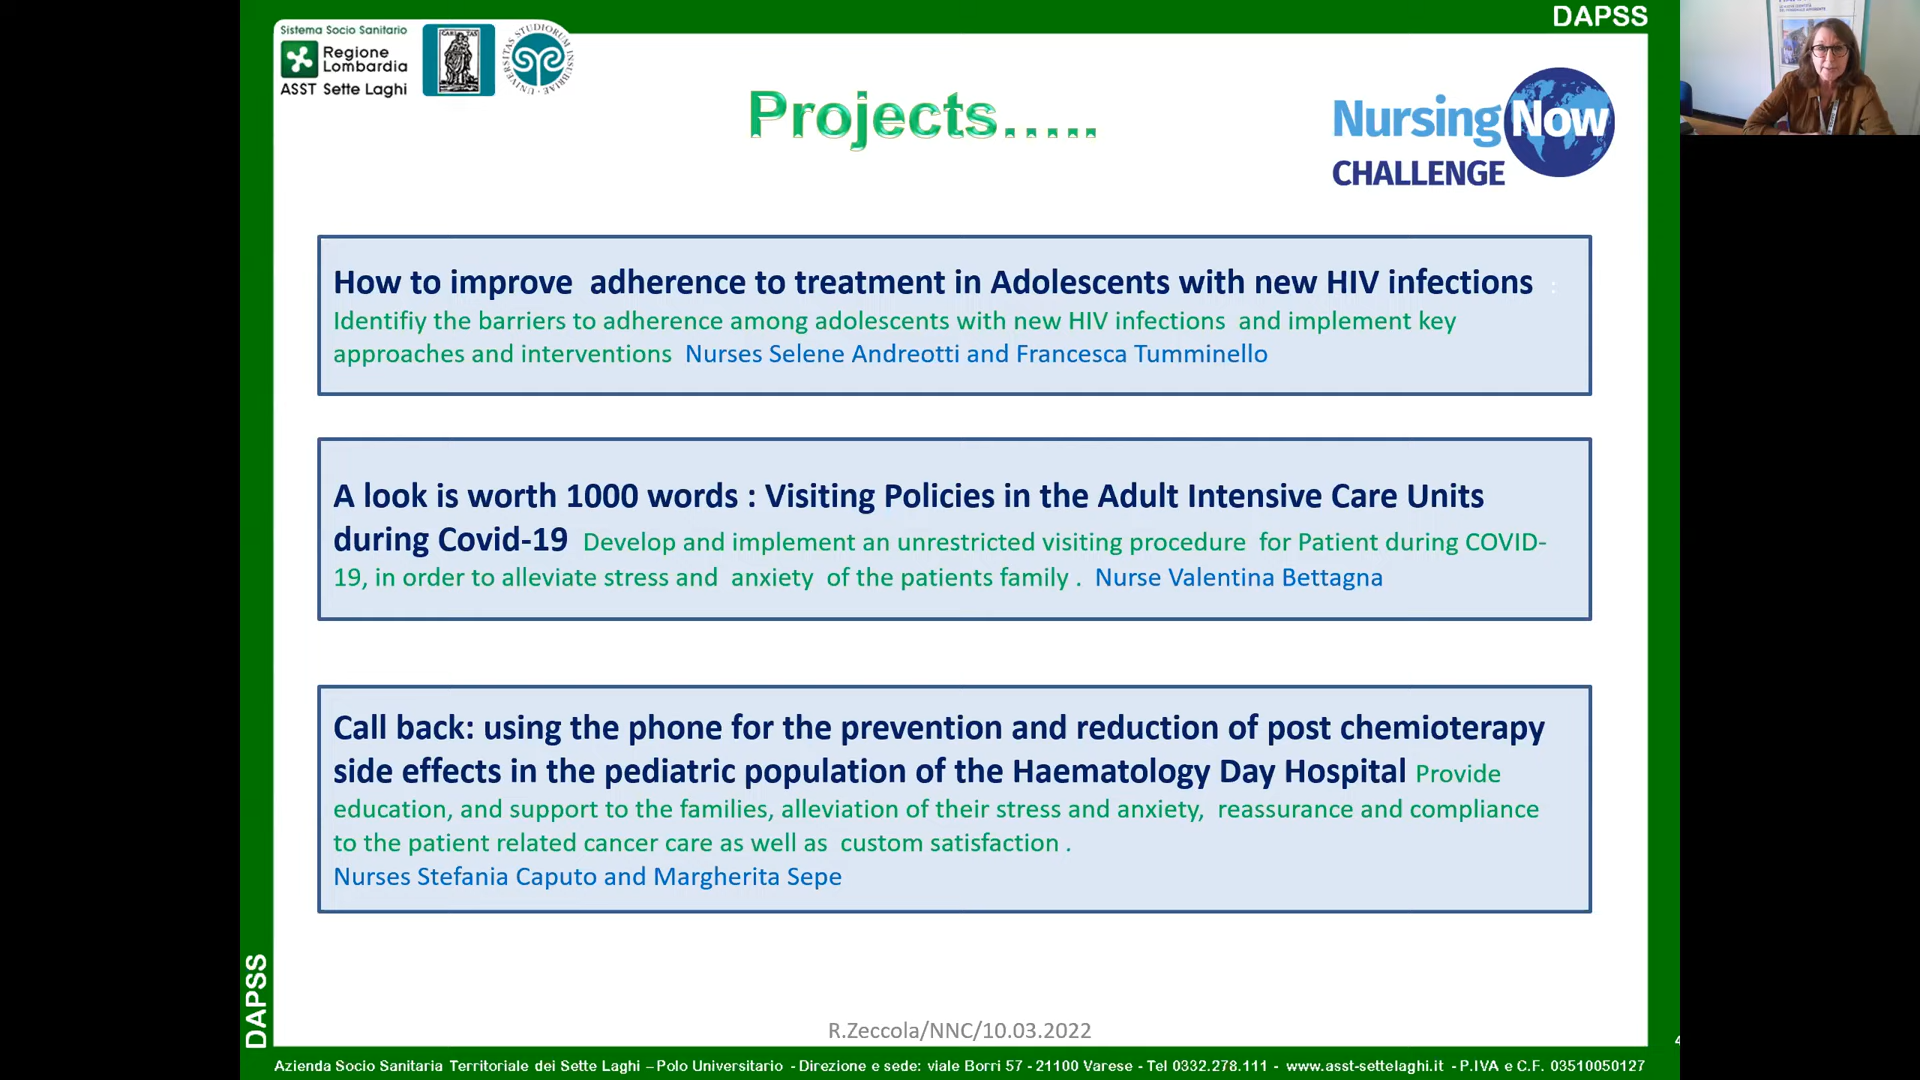 DAPSS
Sistema Socio Sanitario
Regione
Lombardia
ASST Sette Laghi
UNIVERSITAS STUDIORUM INSUBRIAE
Projects.....
Nursing Now
CHALLENGE
How to improve adherence to treatment in Adolescents with new HIV infections :
Identifiy the barriers to adherence among adolescents with new HIV infections and implement key
approaches and interventions Nurses Selene Andreotti and Francesca Tumminello
A look is worth 1000 words : Visiting Policies in the Adult Intensive Care Units
during Covid-19 Develop and implement an unrestricted visiting procedure for Patient during COVID-
19, in order to alleviate stress and anxiety of the patients family . Nurse Valentina Bettagna
Call back: using the phone for the prevention and reduction of post chemioterapy
side effects in the pediatric population of the Haematology Day Hospital Provide
education, and support to the families, alleviation of their stress and anxiety, reassurance and compliance
to the patient related cancer care as well as custom satisfaction .
Nurses Stefania Caputo and Margherita Sepe
DAPSS
R.Zeccola/NNC/10.03.2022
4
Azienda Socio Sanitaria Territoriale dei Sette Laghi – Polo Universitario - Direzione e sede: viale Borri 57 - 21100 Varese - Tel 0332.278.111 - www.asst-settelaghi.it - P.IVA e C.F. 03510050127